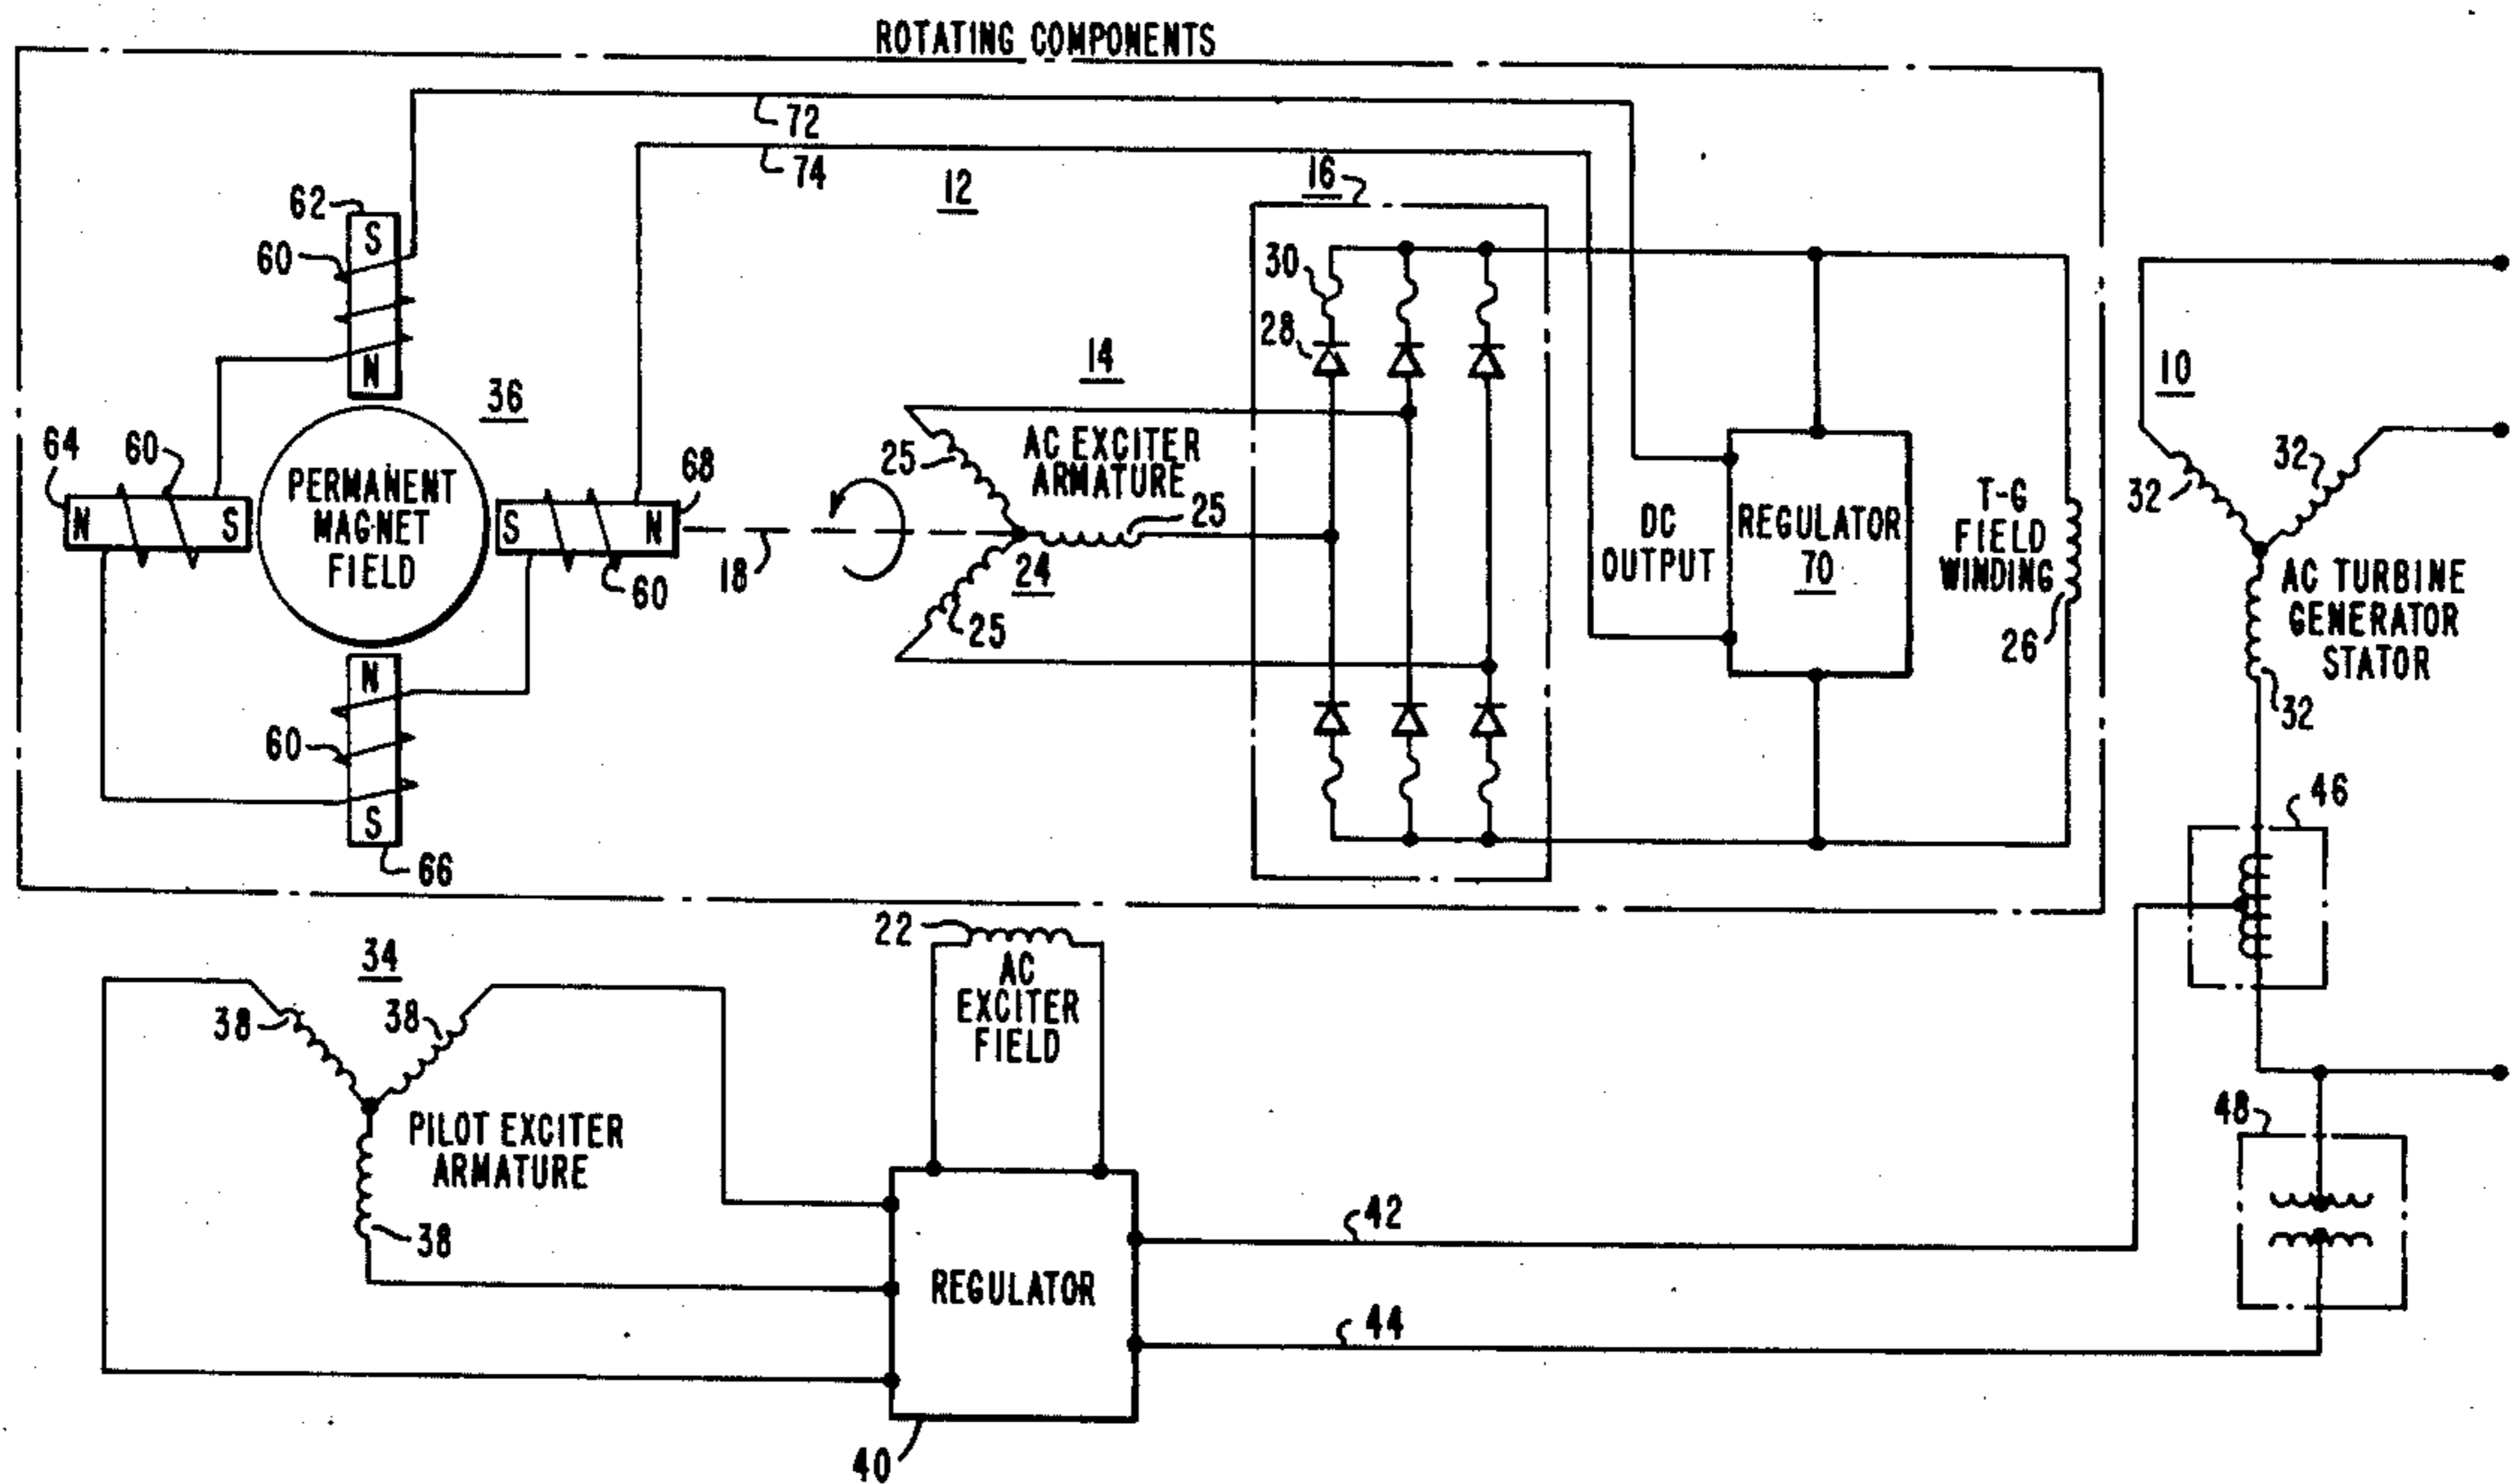 ROTATING COMPONENTS
72
74
12
16
62
S
60
N
30
28
14
10
36
64
60
N
S
PERMANENT
MAGNET
FIELD
S
N
68
60
18
25
AC EXCITER
ARMATURE
25
24
25
DC
OUTPUT
REGULATOR
70
T-G
FIELD
WINDING
26
32
32
AC TURBINE
GENERATOR
STATOR
32
N
60
S
66
46
22
AC
EXCITER
FIELD
34
38
38
PILOT EXCITER
ARMATURE
38
48
42
REGULATOR
44
40